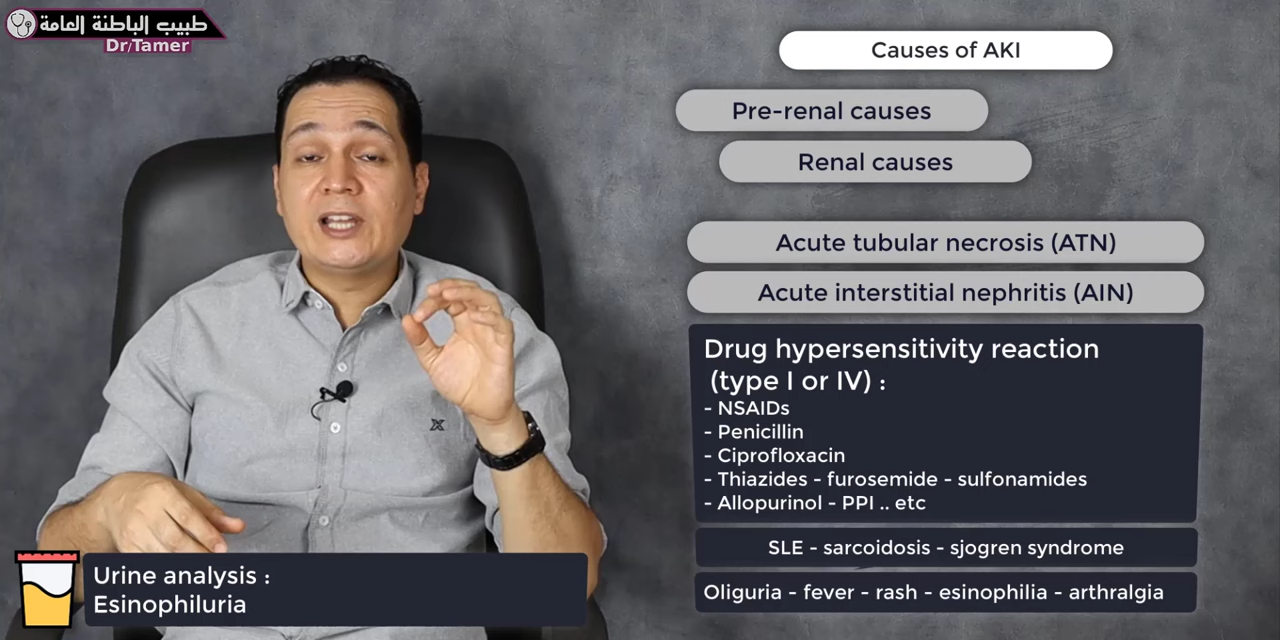 طبيب الباطنة العامة
Dr/Tamer
Causes of AKI
Pre-renal causes
Renal causes
Acute tubular necrosis (ATN)
Acute interstitial nephritis (AIN)
Drug hypersensitivity reaction
(type I or IV) :
- NSAIDs
- Penicillin
- Ciprofloxacin
- Thiazides - furosemide - sulfonamides
- Allopurinol - PPI .. etc
SLE - sarcoidosis - sjogren syndrome
Oliguria - fever - rash - esinophilia - arthralgia
Urine analysis :
Esinophiluria